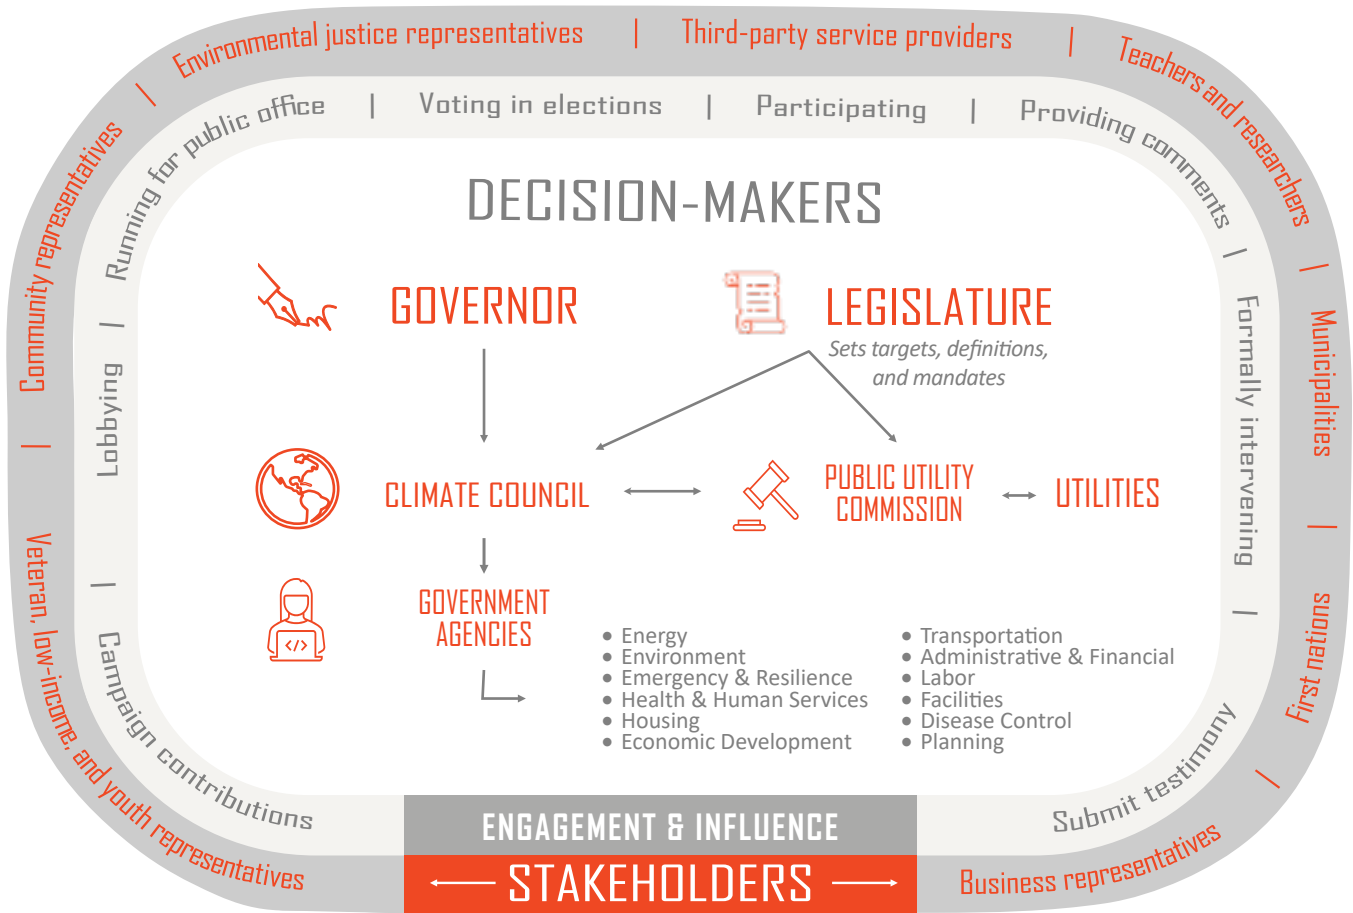 Environmental justice representatives | Third-party service providers | Teachers and researchers | Municipalities | First nations | Business representatives
Veteran, low-income, and youth representatives | Community representatives |
Running for public office | Voting in elections | Participating | Providing comments | Formally intervening | Submit testimony
Campaign contributions | Lobbying |
DECISION-MAKERS
GOVERNOR
LEGISLATURE
Sets targets, definitions,
and mandates
CLIMATE COUNCIL
PUBLIC UTILITY
COMMISSION
UTILITIES
</>
GOVERNMENT
AGENCIES
• Energy
• Environment
• Emergency & Resilience
• Health & Human Services
• Housing
• Economic Development
• Transportation
• Administrative & Financial
• Labor
• Facilities
• Disease Control
• Planning
ENGAGEMENT & INFLUENCE
STAKEHOLDERS